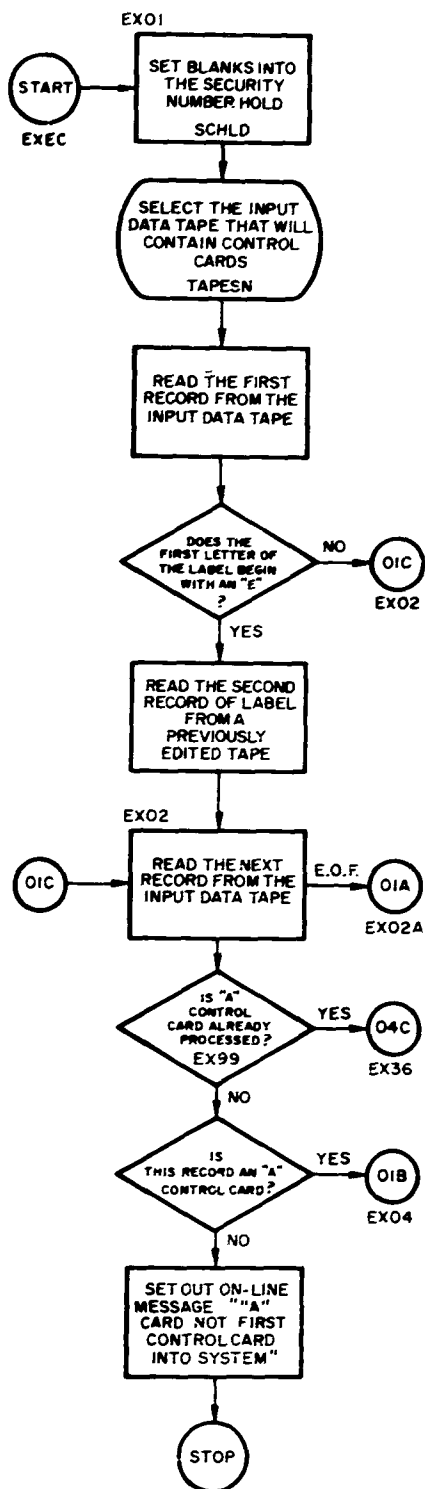 EX01
START
EXEC
SET BLANKS INTO
THE SECURITY
NUMBER HOLD
SCHLD
SELECT THE INPUT
DATA TAPE THAT WILL
CONTAIN CONTROL
CARDS
TAPESN
READ THE FIRST
RECORD FROM THE
INPUT DATA TAPE
DOES THE
FIRST LETTER OF
THE LABEL BEGIN
WITH AN "E"
?
NO
01C
EX02
YES
READ THE SECOND
RECORD OF LABEL
FROM A
PREVIOUSLY
EDITED TAPE
EX02
01C
READ THE NEXT
RECORD FROM THE
INPUT DATA TAPE
E.O.F.
01A
EX02A
IS "A"
CONTROL
CARD ALREADY
PROCESSED?
EX99
YES
04C
EX36
NO
IS
THIS RECORD AN "A"
CONTROL CARD?
YES
01B
EX04
NO
SET OUT ON-LINE
MESSAGE ""A"
CARD NOT FIRST
CONTROL CARD
INTO SYSTEM"
STOP